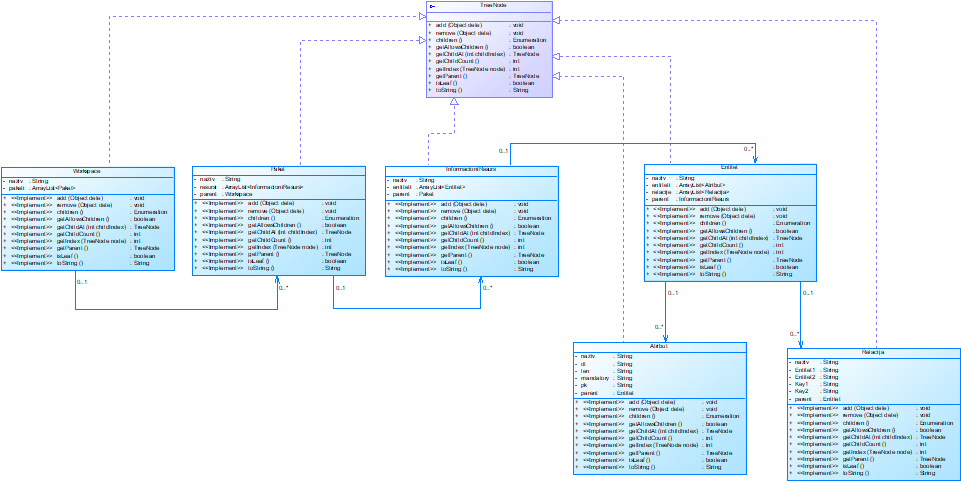 TreeNode
+ add (Object dete) : void
+ remove (Object dete) : void
+ children () : Enumeration
+ getAllowsChildren () : boolean
+ getChildAt (int childIndex) : TreeNode
+ getChildCount () : int
+ getIndex (TreeNode node) : int
+ getParent () : TreeNode
+ isLeaf () : boolean
+ toString () : String
Workspace
- naziv : String
- paketi : ArrayList<Paket>
+ <<Implement>> add (Object dete) : void
+ <<Implement>> remove (Object dete) : void
+ <<Implement>> children () : Enumeration
+ <<Implement>> getAllowsChildren () : boolean
+ <<Implement>> getChildAt (int childIndex) : TreeNode
+ <<Implement>> getChildCount () : int
+ <<Implement>> getIndex (TreeNode node) : int
+ <<Implement>> getParent () : TreeNode
+ <<Implement>> isLeaf () : boolean
+ <<Implement>> toString () : String
Paket
- naziv : String
- resursi : ArrayList<InformacioniResurs>
- parent : Workspace
+ <<Implement>> add (Object dete) : void
+ <<Implement>> remove (Object dete) : void
+ <<Implement>> children () : Enumeration
+ <<Implement>> getAllowsChildren () : boolean
+ <<Implement>> getChildAt (int childIndex) : TreeNode
+ <<Implement>> getChildCount () : int
+ <<Implement>> getIndex (TreeNode node) : int
+ <<Implement>> getParent () : TreeNode
+ <<Implement>> isLeaf () : boolean
+ <<Implement>> toString () : String
InformacioniResurs
- naziv : String
- entiteti : ArrayList<Entitet>
- parent : Paket
+ <<Implement>> add (Object dete) : void
+ <<Implement>> remove (Object dete) : void
+ <<Implement>> children () : Enumeration
+ <<Implement>> getAllowsChildren () : boolean
+ <<Implement>> getChildAt (int childIndex) : TreeNode
+ <<Implement>> getChildCount () : int
+ <<Implement>> getIndex (TreeNode node) : int
+ <<Implement>> getParent () : TreeNode
+ <<Implement>> isLeaf () : boolean
+ <<Implement>> toString () : String
0..1
0..*
Entitet
- naziv : String
- entiteti : ArrayList<Atribut>
- relacije : ArrayList<Relacija>
- parent : InformacioniResurs
+ <<Implement>> add (Object dete) : void
+ <<Implement>> remove (Object dete) : void
+ <<Implement>> children () : Enumeration
+ <<Implement>> getAllowsChildren () : boolean
+ <<Implement>> getChildAt (int childIndex) : TreeNode
+ <<Implement>> getChildCount () : int
+ <<Implement>> getIndex (TreeNode node) : int
+ <<Implement>> getParent () : TreeNode
+ <<Implement>> isLeaf () : boolean
+ <<Implement>> toString () : String
0..1
0..*
0..1
0..*
0..1
0..1
0..*
0..*
Atribut
- naziv : String
- dt : String
- len : String
- mandatory : String
- pk : String
- parent : Entitet
+ <<Implement>> add (Object dete) : void
+ <<Implement>> remove (Object dete) : void
+ <<Implement>> children () : Enumeration
+ <<Implement>> getAllowsChildren () : boolean
+ <<Implement>> getChildAt (int childIndex) : TreeNode
+ <<Implement>> getChildCount () : int
+ <<Implement>> getIndex (TreeNode node) : int
+ <<Implement>> getParent () : TreeNode
+ <<Implement>> isLeaf () : boolean
+ <<Implement>> toString () : String
Relacija
- naziv : String
- Entitet1 : String
- Entitet2 : String
- Key1 : String
- Key2 : String
- parent : Entitet
+ <<Implement>> add (Object dete) : void
+ <<Implement>> remove (Object dete) : void
+ <<Implement>> children () : Enumeration
+ <<Implement>> getAllowsChildren () : boolean
+ <<Implement>> getChildAt (int childIndex) : TreeNode
+ <<Implement>> getChildCount () : int
+ <<Implement>> getIndex (TreeNode node) : int
+ <<Implement>> getParent () : TreeNode
+ <<Implement>> isLeaf () : boolean
+ <<Implement>> toString () : String